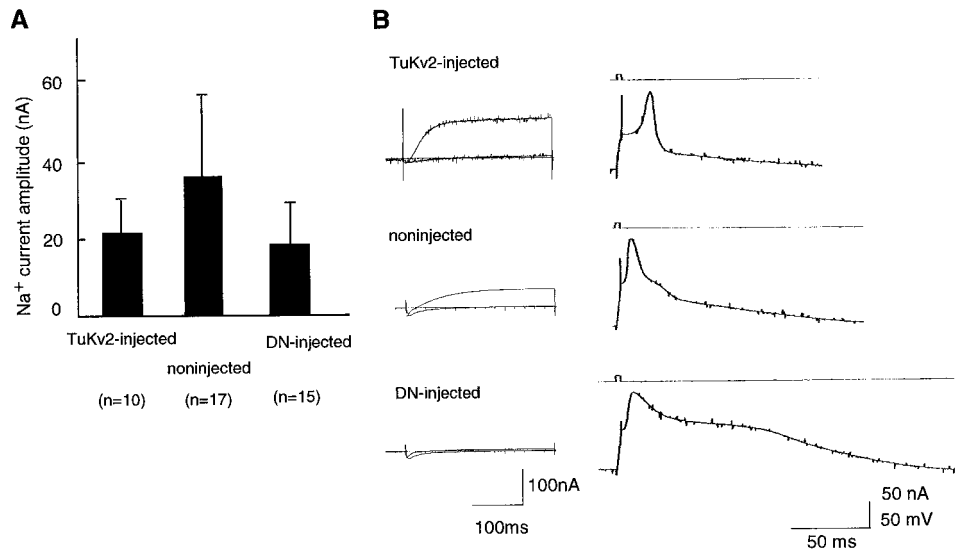 A
Na+ current amplitude (nA)
60
40
20
0
TuKv2-injected
noninjected
DN-injected
(n=10)
(n=17)
(n=15)
B
TuKv2-injected
noninjected
DN-injected
100nA
100ms
50 nA
50 mV
50 ms